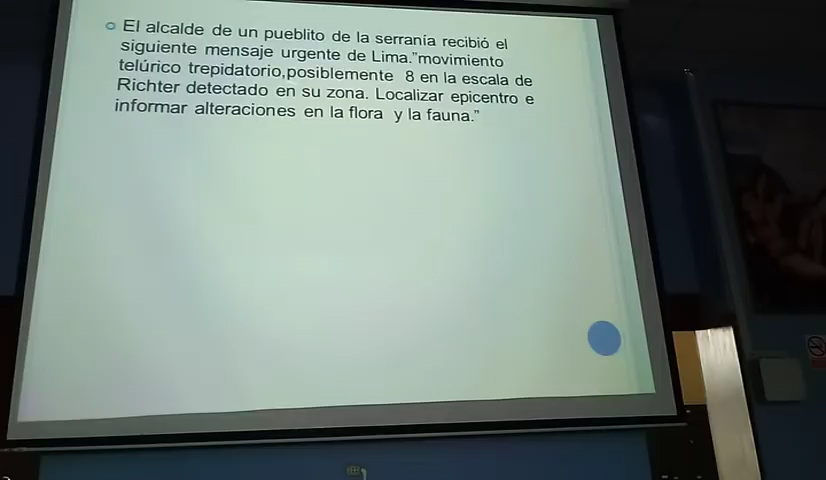 El alcalde de un pueblito de la serranía recibió el
siguiente mensaje urgente de Lima."movimiento
telúrico trepidatorio,posiblemente 8 en la escala de
Richter detectado en su zona. Localizar epicentro e
informar alteraciones en la flora y la fauna."